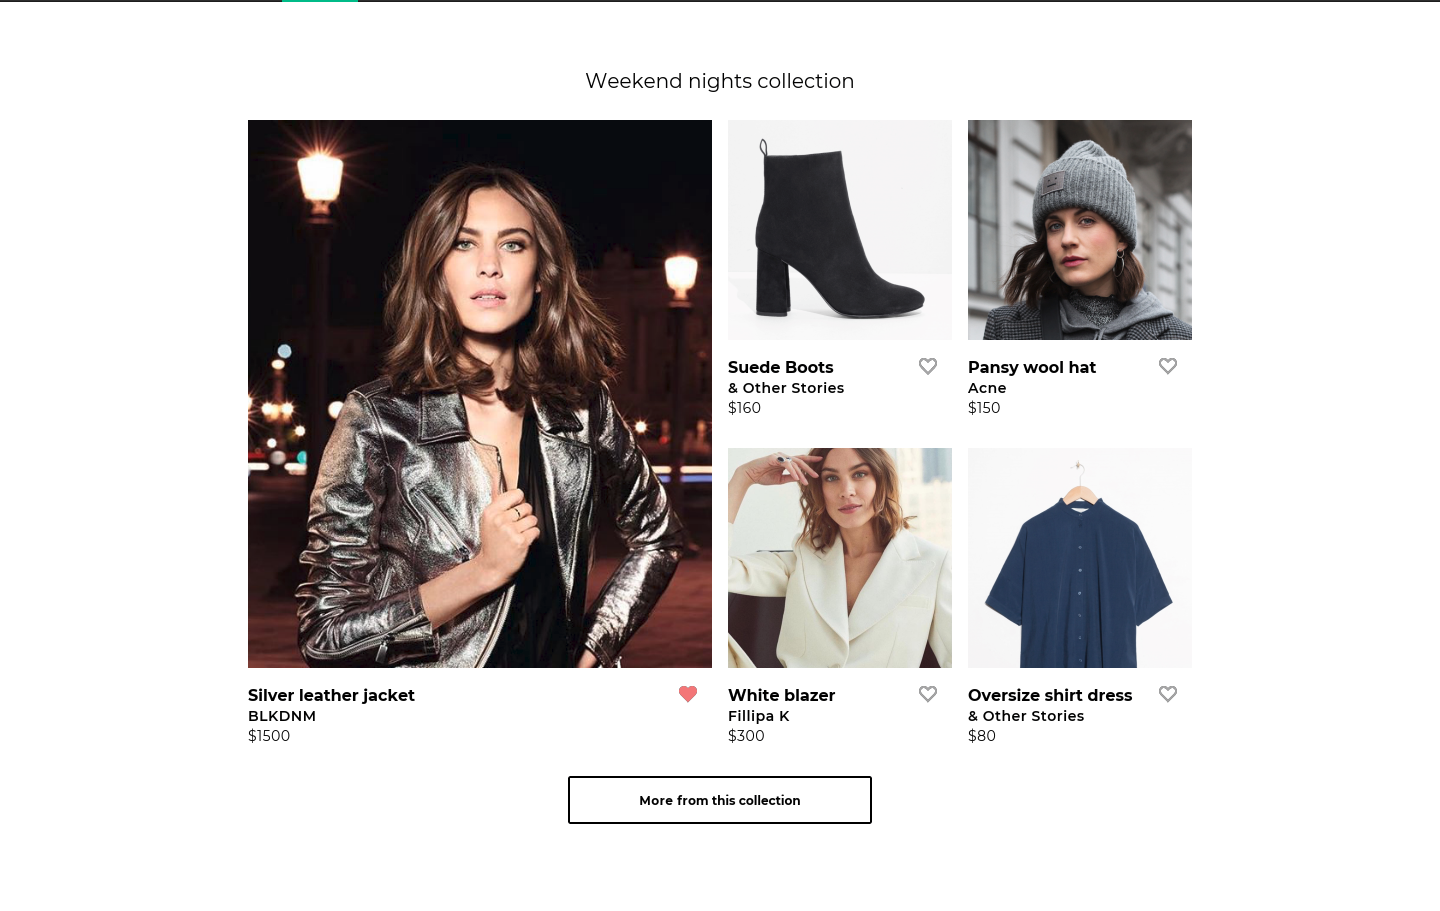 Weekend nights collection
Suede Boots
& Other Stories
$160
Pansy wool hat
Acne
$150
Silver leather jacket
BLKDNM
$1500
White blazer
Fillipa K
$300
Oversize shirt dress
& Other Stories
$80
More from this collection